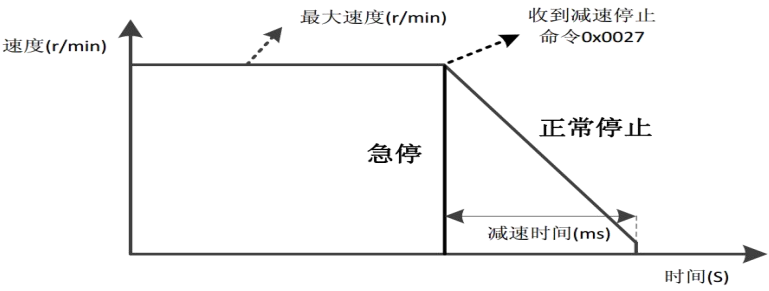 最大速度(r/min)
收到减速停止
命令0x0027
速度(r/min)
正常停止
急停
减速时间(ms)
时间(S)